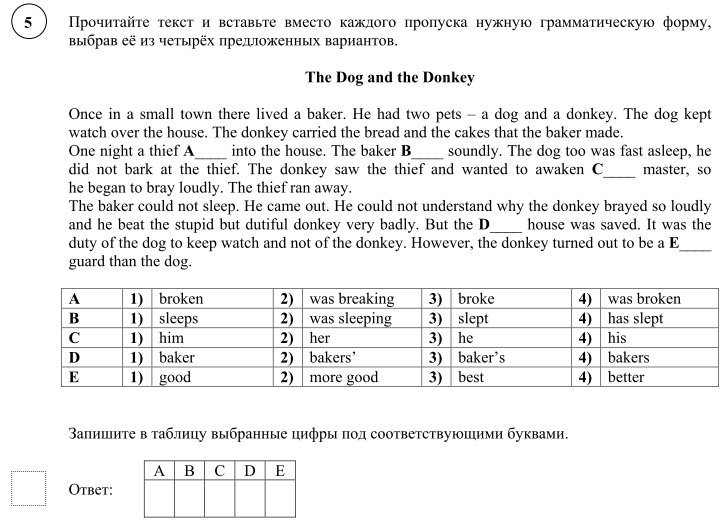 5 Прочитайте текст и вставьте вместо каждого пропуска нужную грамматическую форму,
выбрав её из четырёх предложенных вариантов.
The Dog and the Donkey
Once in a small town there lived a baker. He had two pets – a dog and a donkey. The dog kept
watch over the house. The donkey carried the bread and the cakes that the baker made.
One night a thief A____ into the house. The baker B____ soundly. The dog too was fast asleep, he
did not bark at the thief. The donkey saw the thief and wanted to awaken C____ master, so
he began to bray loudly. The thief ran away.
The baker could not sleep. He came out. He could not understand why the donkey brayed so loudly
and he beat the stupid but dutiful donkey very badly. But the D____ house was saved. It was the
duty of the dog to keep watch and not of the donkey. However, the donkey turned out to be a E____
guard than the dog.
A 1) broken 2) was breaking 3) broke 4) was broken
B 1) sleeps 2) was sleeping 3) slept 4) has slept
C 1) him 2) her 3) he 4) his
D 1) baker 2) bakers’ 3) baker’s 4) bakers
E 1) good 2) more good 3) best 4) better
Запишите в таблицу выбранные цифры под соответствующими буквами.
A B C D E
Ответ: